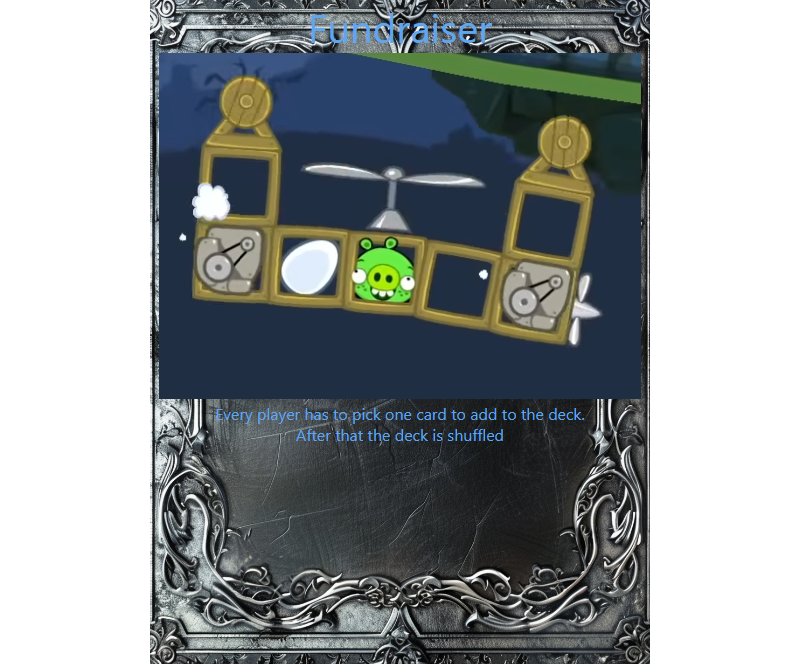 Fundraiser
Every player has to pick one card to add to the deck.
After that the deck is shuffled